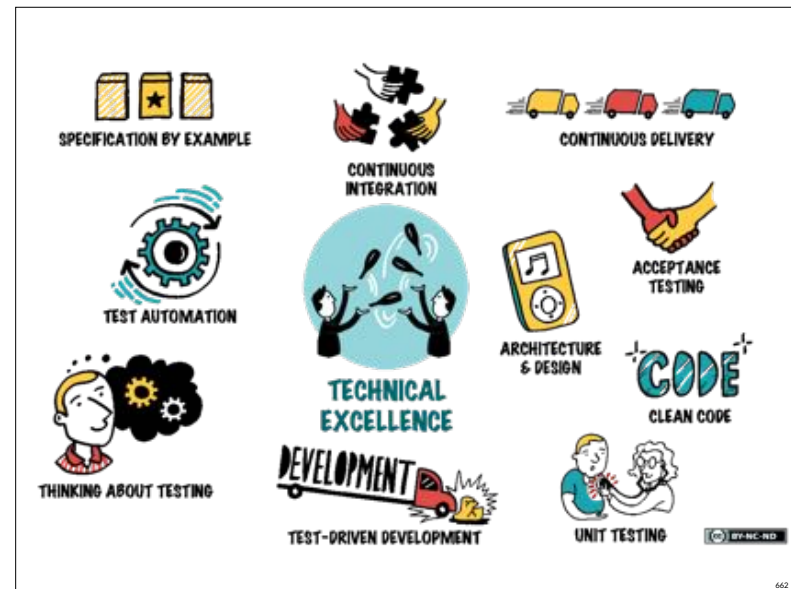 SPECIFICATION BY EXAMPLE
CONTINUOUS
INTEGRATION
CONTINUOUS DELIVERY
TEST AUTOMATION
ACCEPTANCE
TESTING
ARCHITECTURE
& DESIGN
CODE
CLEAN CODE
TECHNICAL
EXCELLENCE
THINKING ABOUT TESTING
DEVELOPMENT
TEST-DRIVEN DEVELOPMENT
UNIT TESTING
cc BY-NC-ND
662